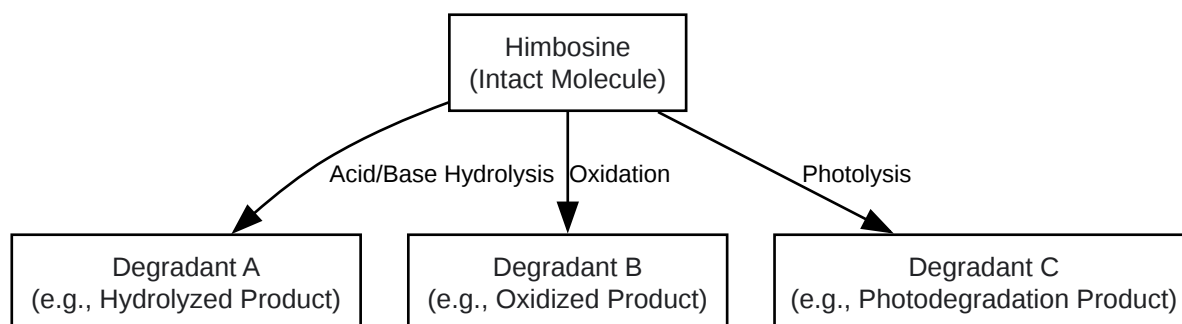 Himbosine
(Intact Molecule)
Acid/Base Hydrolysis
Oxidation
Photolysis
Degradant A
(e.g., Hydrolyzed Product)
Degradant B
(e.g., Oxidized Product)
Degradant C
(e.g., Photodegradation Product)